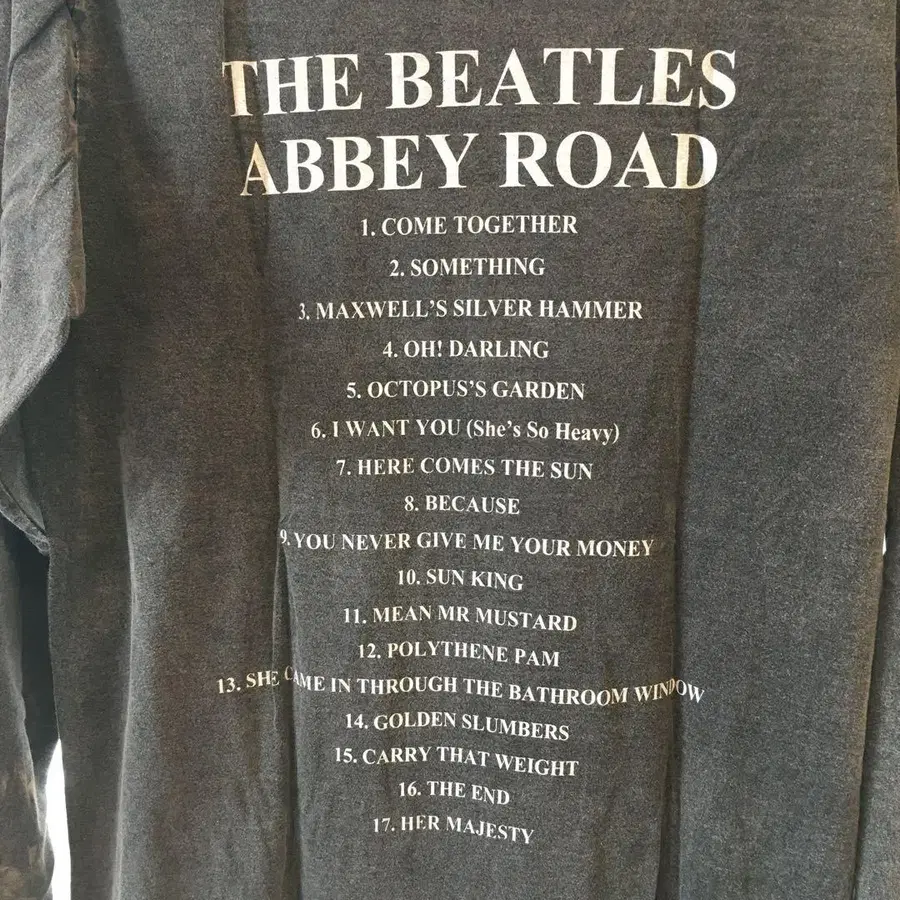 THE BEATLES
ABBEY ROAD
1. COME TOGETHER
2. SOMETHING
3. MAXWELL'S SILVER HAMMER
4. OH! DARLING
5. OCTOPUS'S GARDEN
6. I WANT YOU (She's So Heavy)
7. HERE COMES THE SUN
8. BECAUSE
9. YOU NEVER GIVE ME YOUR MONEY
10. SUN KING
11. MEAN MR MUSTARD
12. POLYTHENE PAM
13. SHE CAME IN THROUGH THE BATHROOM WINDOW
14. GOLDEN SLUMBERS
15. CARRY THAT WEIGHT
16. THE END
17. HER MAJESTY